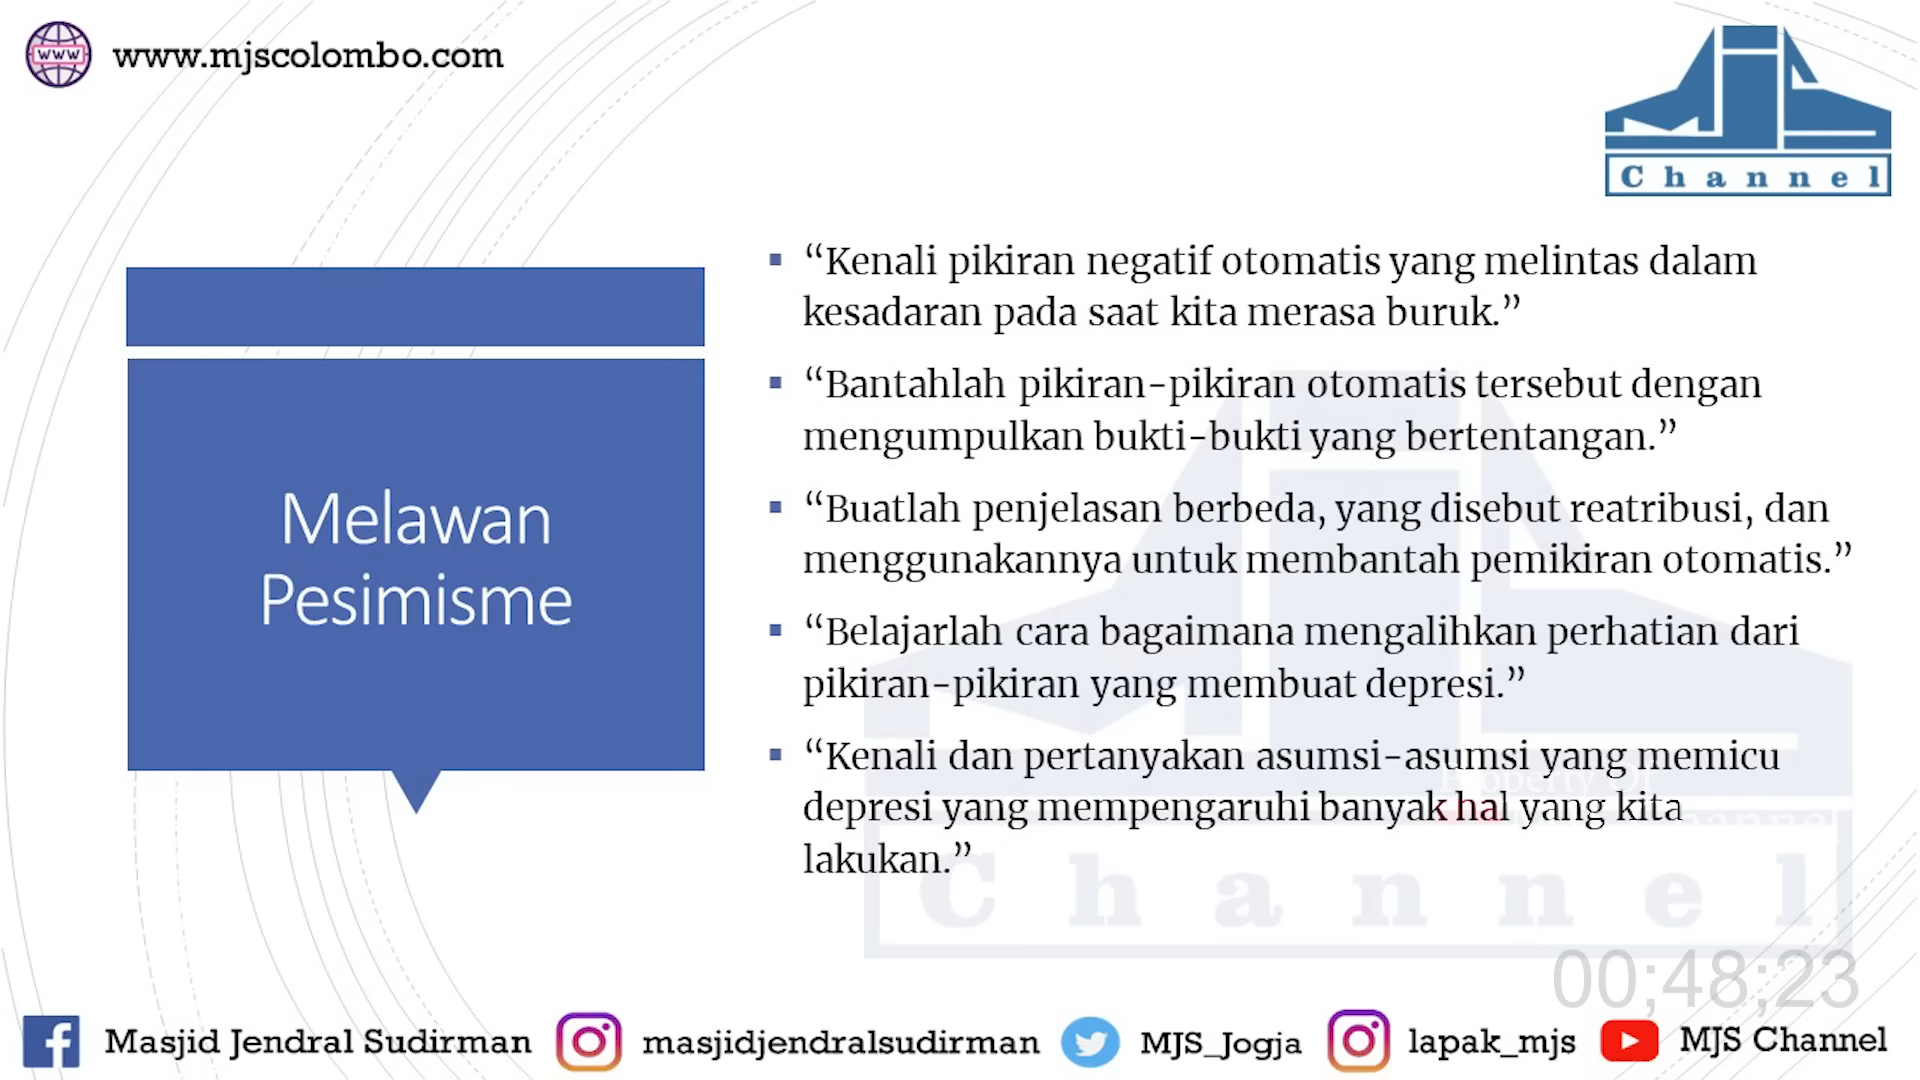 www.mjscolombo.com
MJS
Channel
“Kenali pikiran negatif otomatis yang melintas dalam
kesadaran pada saat kita merasa buruk.”
“Bantahlah pikiran-pikiran otomatis tersebut dengan
mengumpulkan bukti-bukti yang bertentangan.”
“Buatlah penjelasan berbeda, yang disebut reatribusi, dan
menggunakannya untuk membantah pemikiran otomatis.”
“Belajarlah cara bagaimana mengalihkan perhatian dari
pikiran-pikiran yang membuat depresi.”
“Kenali dan pertanyakan asumsi-asumsi yang memicu
depresi yang mempengaruhi banyak hal yang kita
lakukan.”
Melawan
Pesimisme
Property Of
Channel
00;48;23
Masjid Jendral Sudirman
masjidjendralsudirman
MJS_Jogja
lapak_mjs
MJS Channel